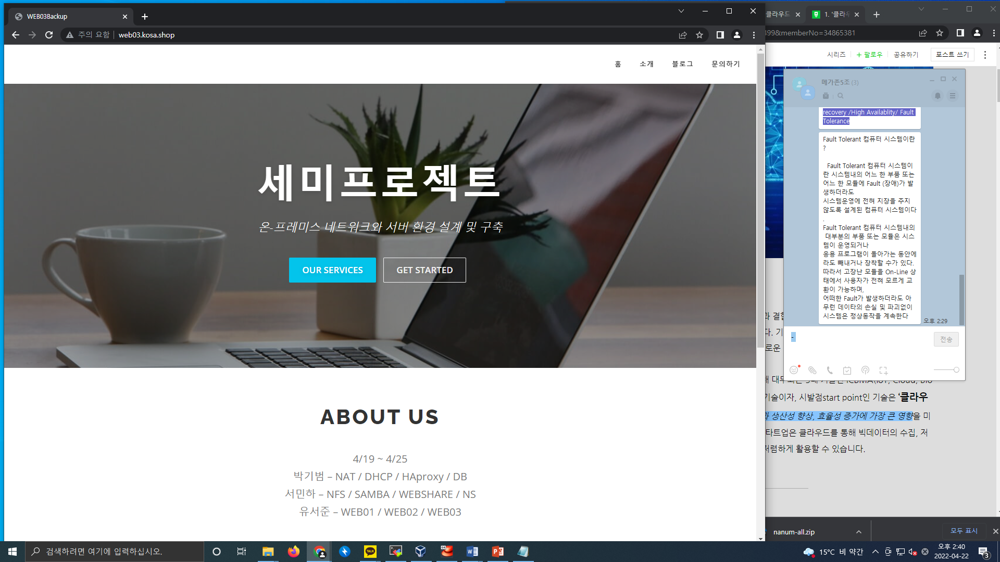 WEB03Backup
주의 요함
web03.kosa.shop
홈
소개
블로그
문의하기
세미프로젝트
온-프레미스 네트워크와 서버 환경 설계 및 구축
OUR SERVICES
GET STARTED
ABOUT US
4/19 ~ 4/25
박기범 – NAT / DHCP / HAproxy / DB
서민하 – NFS / SAMBA / WEBSHARE / NS
유서준 – WEB01 / WEB02 / WEB03
클라우드
1. '클라우
499&memberNo=34865381
시리즈
+ 팔로우
공유하기
포스트 쓰기
메가존5조 (3)
recovery /High Availablity/ Fault
Tolerance
Fault Tolerant 컴퓨터 시스템이란
?
Fault Tolerant 컴퓨터 시스템이
란 시스템내의 어느 한 부품 또는
어느 한 모듈에 Fault (장애)가 발
생하더라도
시스템운영에 전혀 지장을 주지
않도록 설계된 컴퓨터 시스템이다
.
Fault Tolerant 컴퓨터 시스템내의
대부분의 부품 또는 모듈은 시스
템이 운영되거나
응용 프로그램이 돌아가는 동안에
라도 빼내거나 장착할 수가 있다.
따라서 고장난 모듈을 On-Line 상
태에서 사용자가 전혀 모르게 교
환이 가능하며,
어떠한 Fault가 발생하더라도 아
무런 데이타의 손실 및 파괴없이
시스템은 정상동작을 계속한다
오후 2:29
-
전송
과 결합
다. 기
로운
기술이자, 시발점start point인 기술은 '클라우
과 생산성 향상, 효율성 증가에 가장 큰 영향을 미
타트업은 클라우드를 통해 빅데이터의 수집, 저
저렴하게 활용할 수 있습니다.
nanum-all.zip
모두 표시
검색하려면 여기에 입력하십시오.
TALK
64
15°C 비 약간
오후 2:40
2022-04-22
3